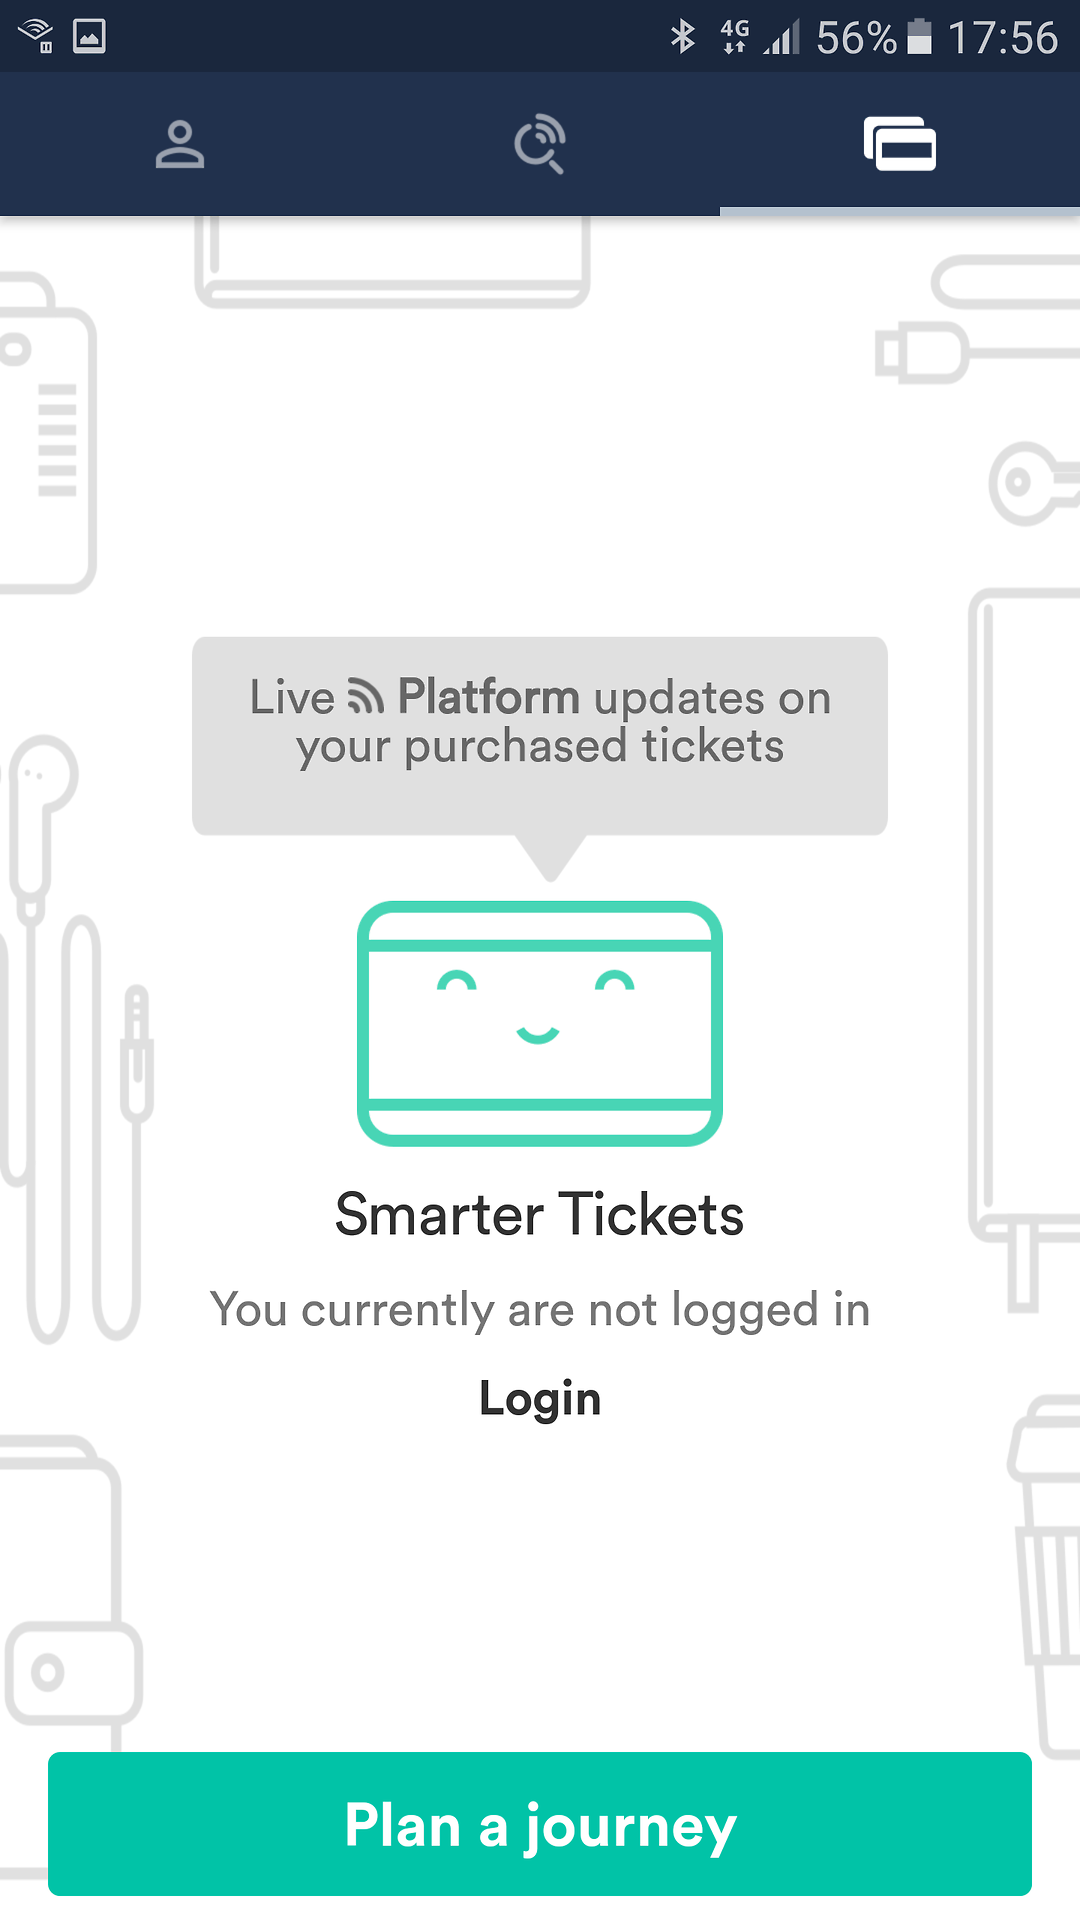 4G 56% 17:56
Live Platform updates on
your purchased tickets
Smarter Tickets
You currently are not logged in
Login
Plan a journey